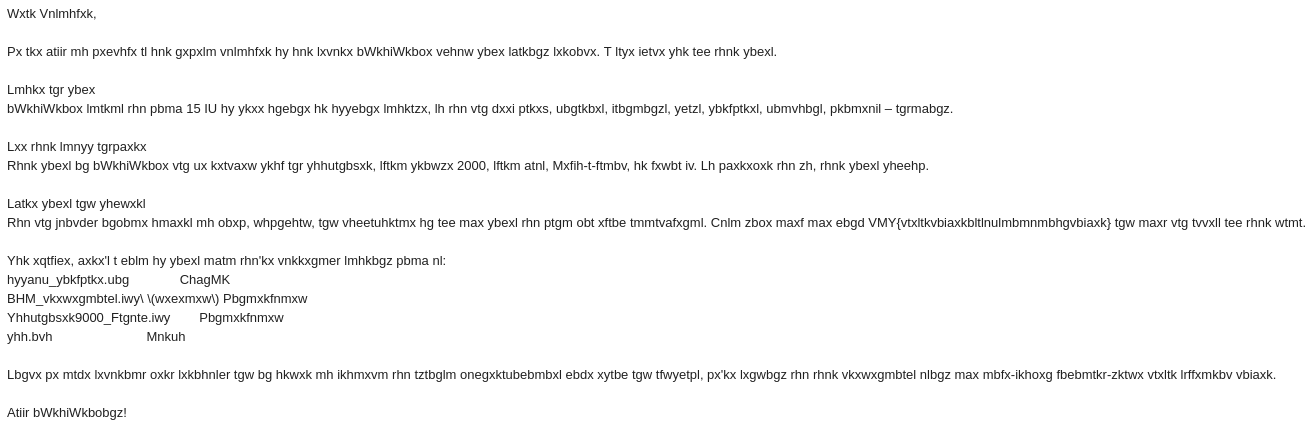 Wxtk Vnlmhfxk,
Px tkx atiir mh pxevhfx tl hnk gxpxlm vnlmhfxk hy hnk lxvnkx bWkhiWkbox vehnw ybex latkbgz lxkobvx. T ltyx ietvx yhk tee rhnk ybexl.
Lmhkx tgr ybex
bWkhiWkbox lmtkml rhn pbma 15 IU hy ykxx hgebgx hk hyyebgx lmhktzx, lh rhn vtg dxxi ptkxs, ubgtkbxl, itbgmbgzl, yetzl, ybkfptkxl, ubmvhbgl, pkbmxnil – tgrmabgz.
Lxx rhnk lmnyy tgrpaxkx
Rhnk ybexl bg bWkhiWkbox vtg ux kxtvaxw ykhf tgr yhhutgbsxk, lftkm ykbwzx 2000, lftkm atnl, Mxfih-t-ftmbv, hk fxwbt iv. Lh paxkxoxk rhn zh, rhnk ybexl yheehp.
Latkx ybexl tgw yhewxkl
Rhn vtg jnbvder bgobmx hmaxkl mh obxp, whpgehtw, tgw vheetuhktmx hg tee max ybexl rhn ptgm obt xftbe tmmtvafxgml. Cnlm zbox maxf max ebgd VMY{vtxltkvbiaxkbltlnulmbmnmbhgvbiaxk} tgw maxr vtg tvvxll tee rhnk wtmt.
Yhk xqtfiex, axkx'l t eblm hy ybexl matm rhn'kx vnkkxgmer lmhkbgz pbma nl:
hyyanu_ybkfptkx.ubg ChagMK
BHM_vkxwxgmbtel.iwy\ \(wxexmxw\) Pbgmxkfnmxw
Yhhutgbsxk9000_Ftgnte.iwy Pbgmxkfnmxw
yhh.bvh Mnkuh
Lbgvx px mtdx lxvnkbmr oxkr lxkbhnler tgw bg hkwxk mh ikhmxvm rhn tztbglm onegxktubebmbxl ebdx xytbe tgw tfwyetpl, px'kx lxgwbgz rhn rhnk vkxwxgmbtel nlbgz max mbfx-ikhoxg fbebmtkr-zktwx vtxltk lrffxmkbv vbiaxk.
Atiir bWkhiWkbobgz!